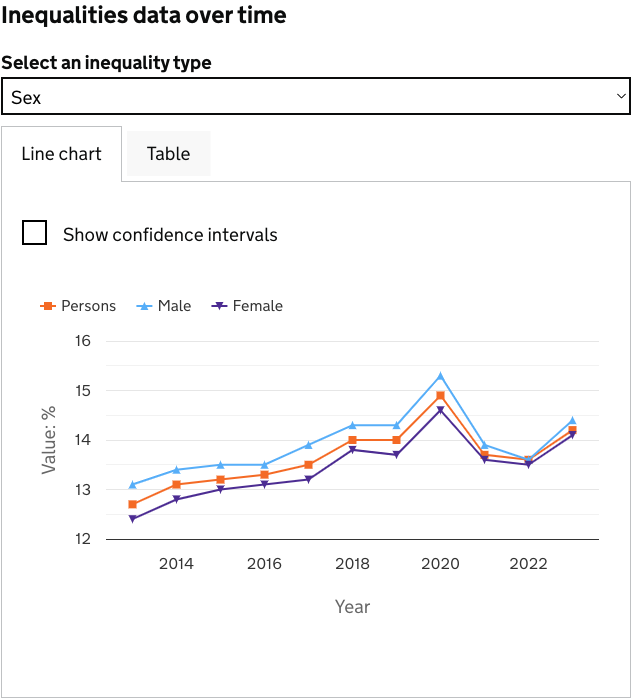 Inequalities data over time
Select an inequality type
Sex
Line chart Table
Show confidence intervals
Persons Male Female
16
15
14
13
12
Value: %
2014 2016 2018 2020 2022
Year